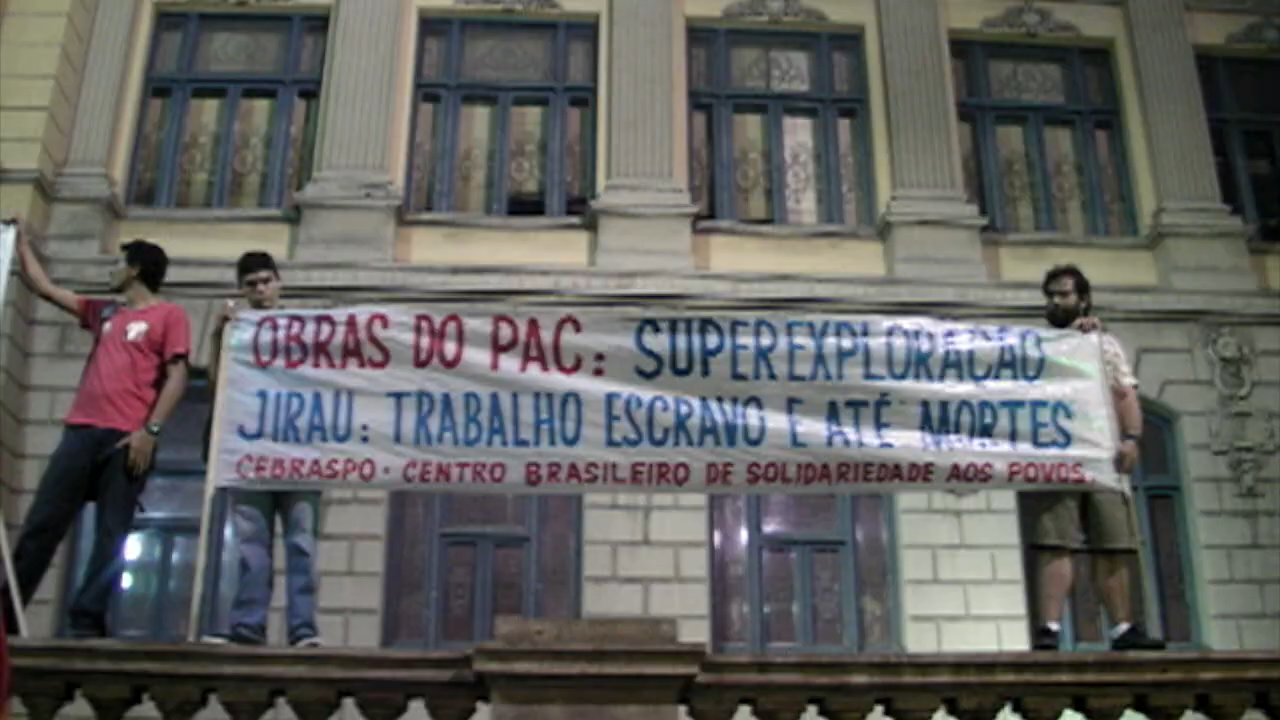 OBRAS DO PAC: SUPEREXPLORAÇÃO
JIRAU: TRABALHO ESCRAVO E ATÉ MORTES
CEBRASPO - CENTRO BRASILEIRO DE SOLIDARIEDADE AOS POVOS.